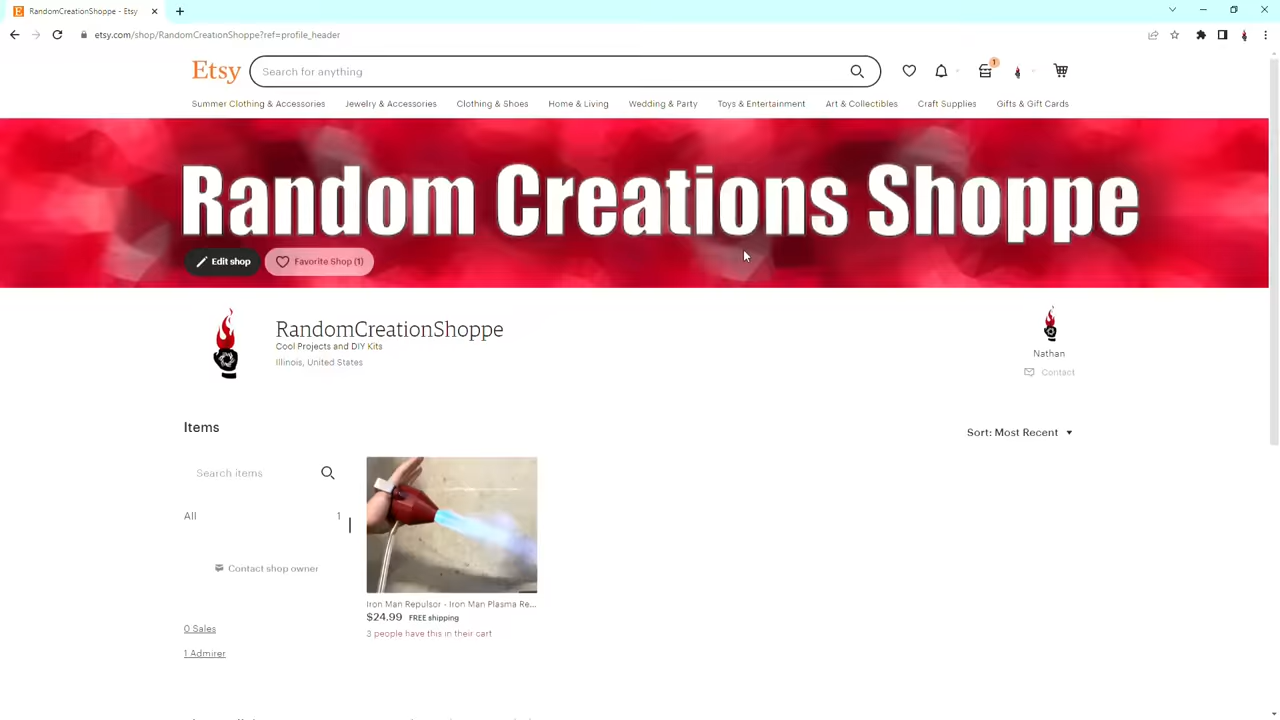 RandomCreationShoppe - Etsy
etsy.com/shop/RandomCreationShoppe?ref=profile_header
Etsy
Search for anything
1
Summer Clothing & Accessories Jewelry & Accessories Clothing & Shoes Home & Living Wedding & Party Toys & Entertainment Art & Collectibles Craft Supplies Gifts & Gift Cards
Random Creations Shoppe
Edit shop Favorite Shop (1)
RandomCreationShoppe
Cool Projects and DIY Kits
Illinois, United States
Nathan
Contact
Items
Sort: Most Recent
Search items
All 1
Contact shop owner
0 Sales
1 Admirer
Iron Man Repulsor - Iron Man Plasma Re...
$24.99 FREE shipping
3 people have this in their cart